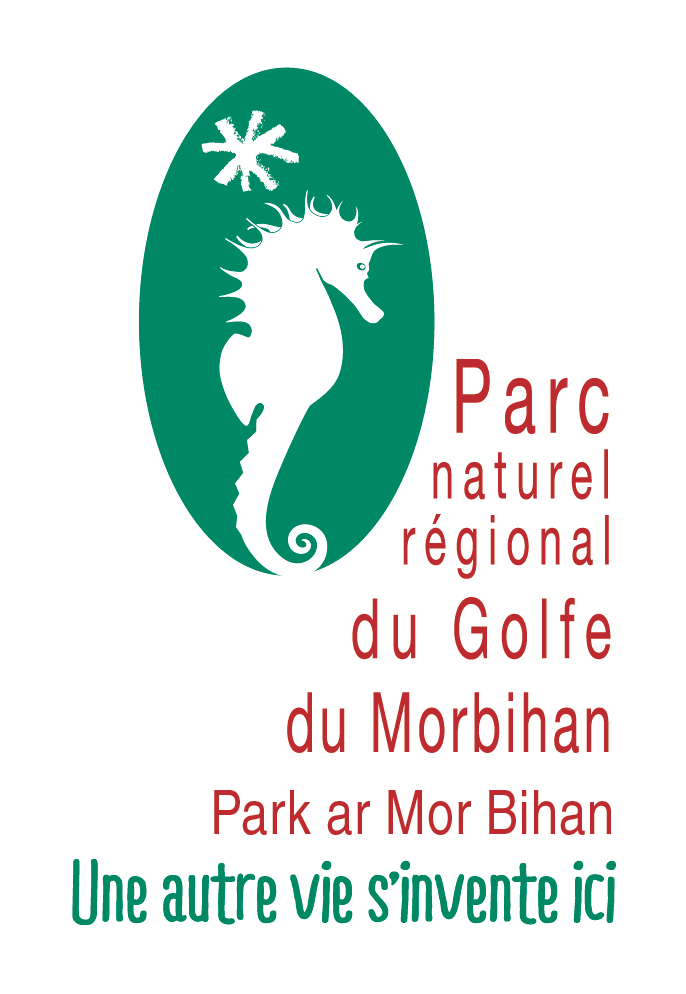 Parc
naturel
régional
du Golfe
du Morbihan
Park ar Mor Bihan
Une autre vie s'invente ici